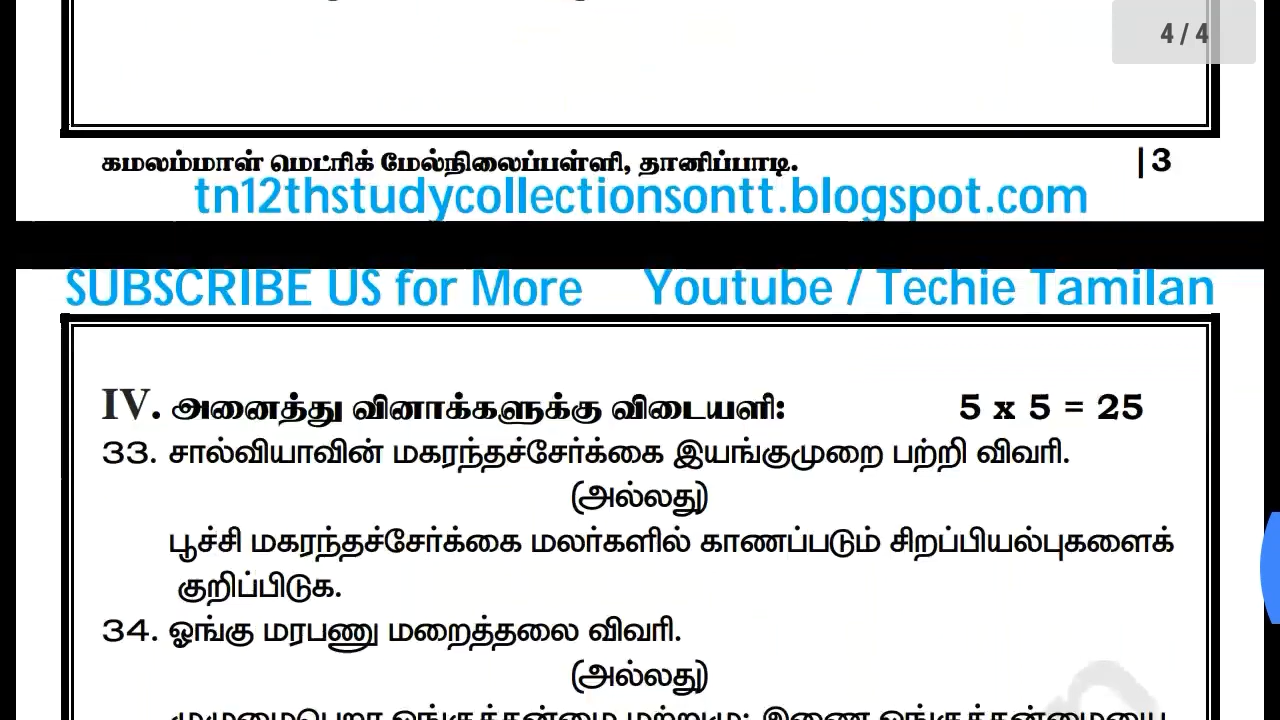 4 / 4
கமலம்மாள் மெட்ரிக் மேல்நிலைப்பள்ளி, தானிப்பாடி. |3
tn12thstudycollectionsontt.blogspot.com
SUBSCRIBE US for More Youtube / Techie Tamilan
IV. அனைத்து வினாக்களுக்கு விடையளி: 5 x 5 = 25
33. சால்வியாவின் மகரந்தச்சேர்க்கை இயங்குமுறை பற்றி விவரி.
(அல்லது)
பூச்சி மகரந்தச்சேர்க்கை மலர்களில் காணப்படும் சிறப்பியல்புகளைக்
குறிப்பிடுக.
34. ஓங்கு மரபணு மறைத்தலை விவரி.
(அல்லது)